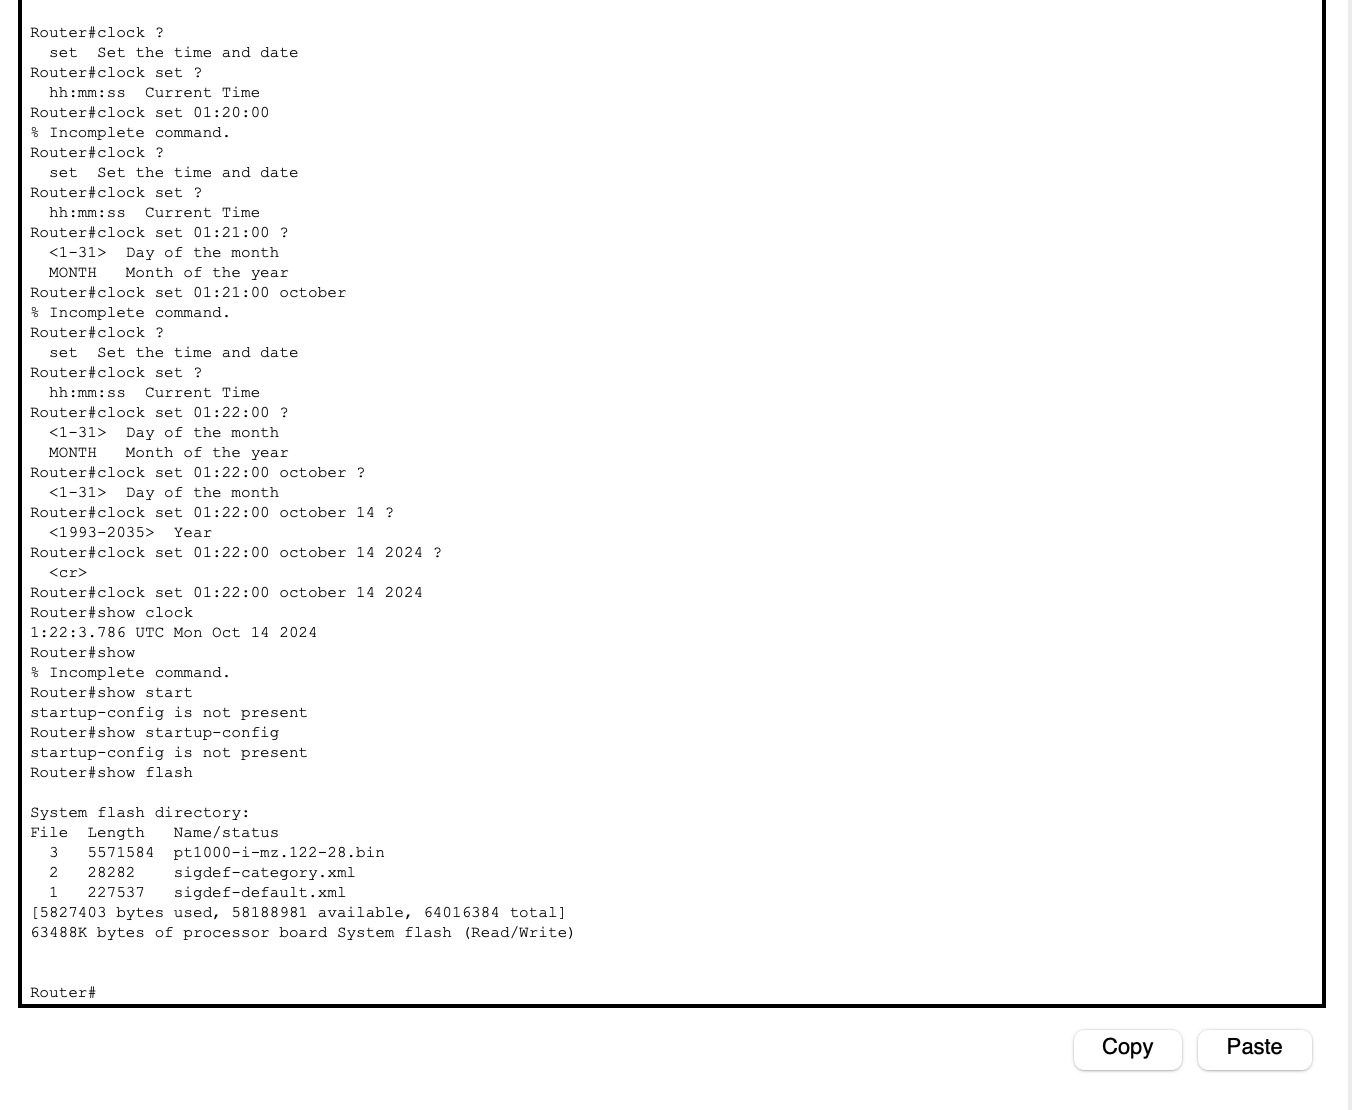 Router#clock ?
  set  Set the time and date
Router#clock set ?
  hh:mm:ss  Current Time
Router#clock set 01:20:00
% Incomplete command.
Router#clock ?
  set  Set the time and date
Router#clock set ?
  hh:mm:ss  Current Time
Router#clock set 01:21:00 ?
  <1-31>  Day of the month
  MONTH   Month of the year
Router#clock set 01:21:00 october
% Incomplete command.
Router#clock ?
  set  Set the time and date
Router#clock set ?
  hh:mm:ss  Current Time
Router#clock set 01:22:00 ?
  <1-31>  Day of the month
  MONTH   Month of the year
Router#clock set 01:22:00 october ?
  <1-31>  Day of the month
Router#clock set 01:22:00 october 14 ?
  <1993-2035>  Year
Router#clock set 01:22:00 october 14 2024 ?
  <cr>
Router#clock set 01:22:00 october 14 2024
Router#show clock
1:22:3.786 UTC Mon Oct 14 2024
Router#show
% Incomplete command.
Router#show start
startup-config is not present
Router#show startup-config
startup-config is not present
Router#show flash

System flash directory:
File  Length   Name/status
  3   5571584  pt1000-i-mz.122-28.bin
  2   28282    sigdef-category.xml
  1   227537   sigdef-default.xml
[5827403 bytes used, 58188981 available, 64016384 total]
63488K bytes of processor board System flash (Read/Write)

Router#
Copy
Paste